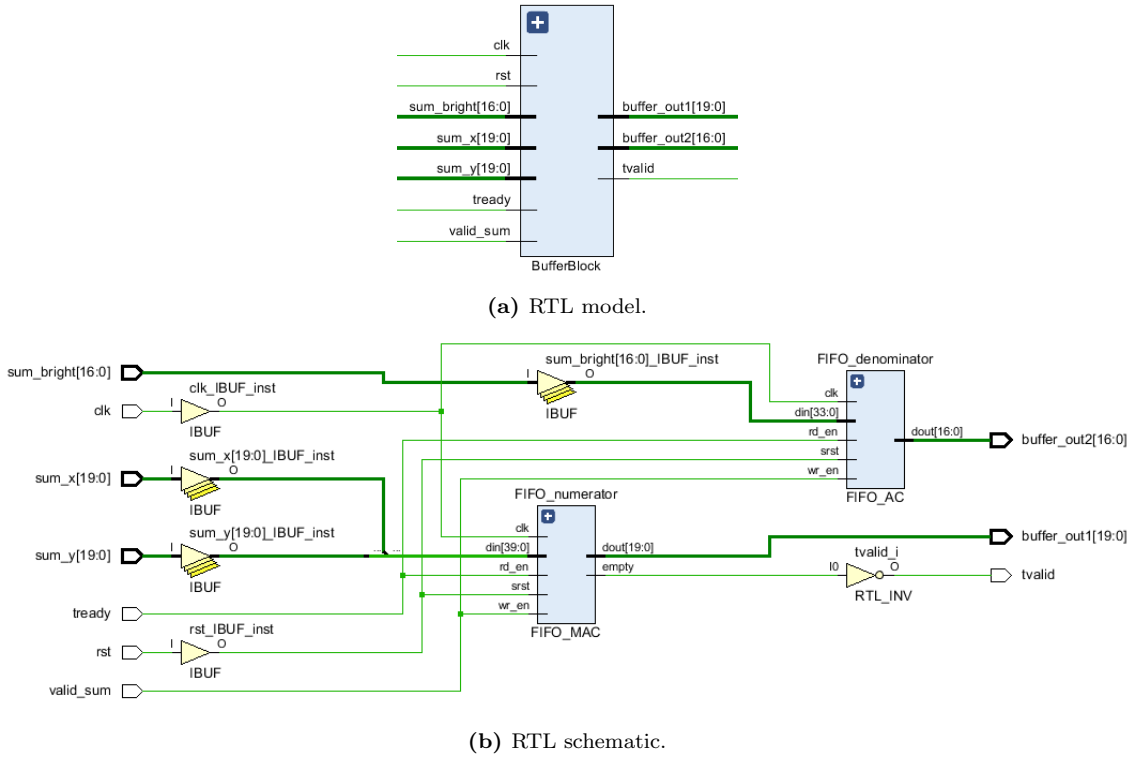 clk
rst
sum_bright[16:0]
sum_x[19:0]
sum_y[19:0]
tready
valid_sum
buffer_out1[19:0]
buffer_out2[16:0]
tvalid
BufferBlock
(a) RTL model.
sum_bright[16:0]
clk
sum_x[19:0]
sum_y[19:0]
tready
rst
valid_sum
clk_IBUF_inst
I O
IBUF
sum_x[19:0]_IBUF_inst
I O
IBUF
sum_y[19:0]_IBUF_inst
I O
IBUF
rst_IBUF_inst
I O
IBUF
sum_bright[16:0]_IBUF_inst
I O
IBUF
... ...
FIFO_numerator
clk
din[39:0]
rd_en
srst
wr_en
dout[19:0]
empty
FIFO_MAC
FIFO_denominator
clk
din[33:0]
rd_en
srst
wr_en
dout[16:0]
FIFO_AC
tvalid_i
I0 O
RTL_INV
buffer_out2[16:0]
buffer_out1[19:0]
tvalid
(b) RTL schematic.